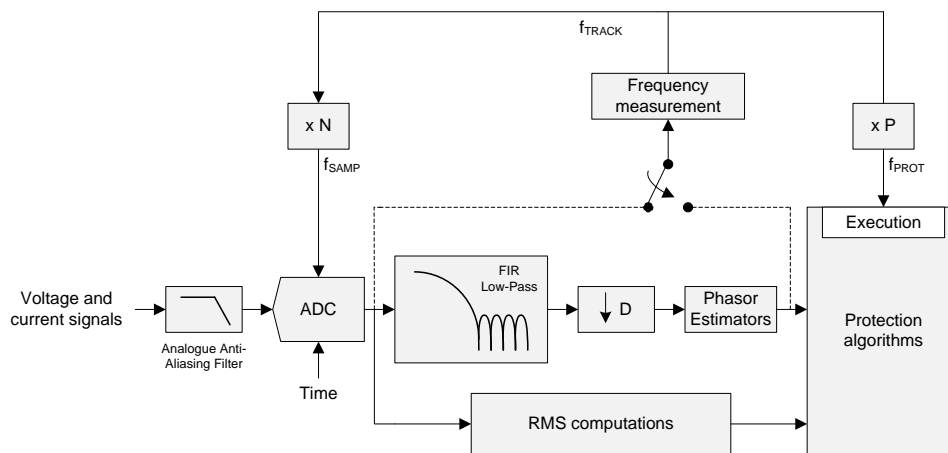 fTRACK
Frequency
measurement
x N
x P
fSAMP
fPROT
Execution
FIR
Low-Pass
Voltage and
current signals
ADC
D
Phasor
Estimators
Protection
algorithms
Analogue Anti-
Aliasing Filter
Time
RMS computations